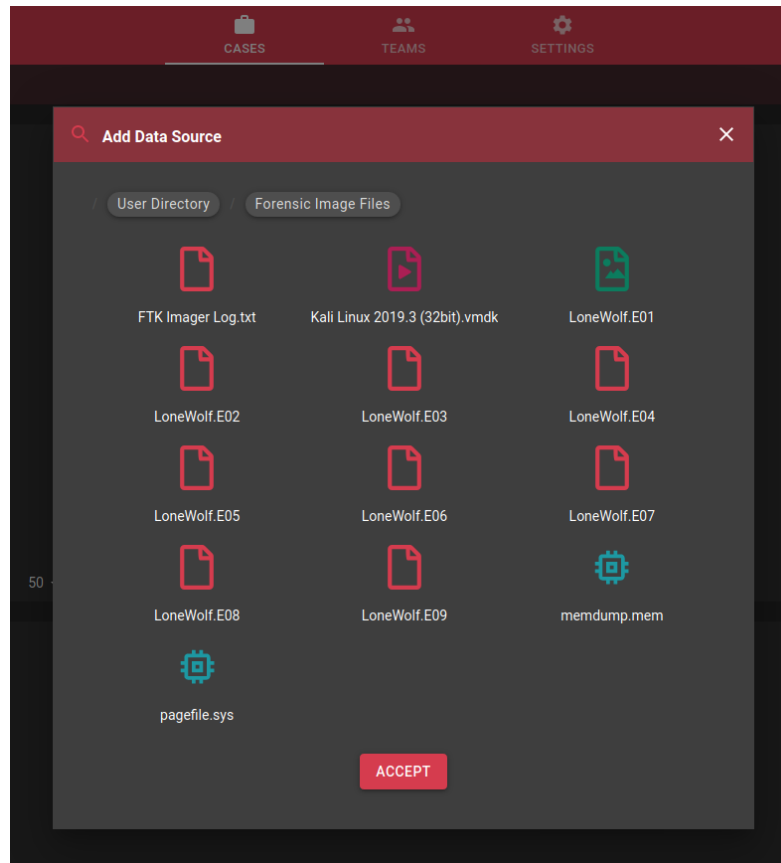 CASES TEAMS SETTINGS
Add Data Source
/ User Directory / Forensic Image Files
FTK Imager Log.txt Kali Linux 2019.3 (32bit).vmdk LoneWolf.E01
LoneWolf.E02 LoneWolf.E03 LoneWolf.E04
LoneWolf.E05 LoneWolf.E06 LoneWolf.E07
50
LoneWolf.E08 LoneWolf.E09 memdump.mem
pagefile.sys
ACCEPT